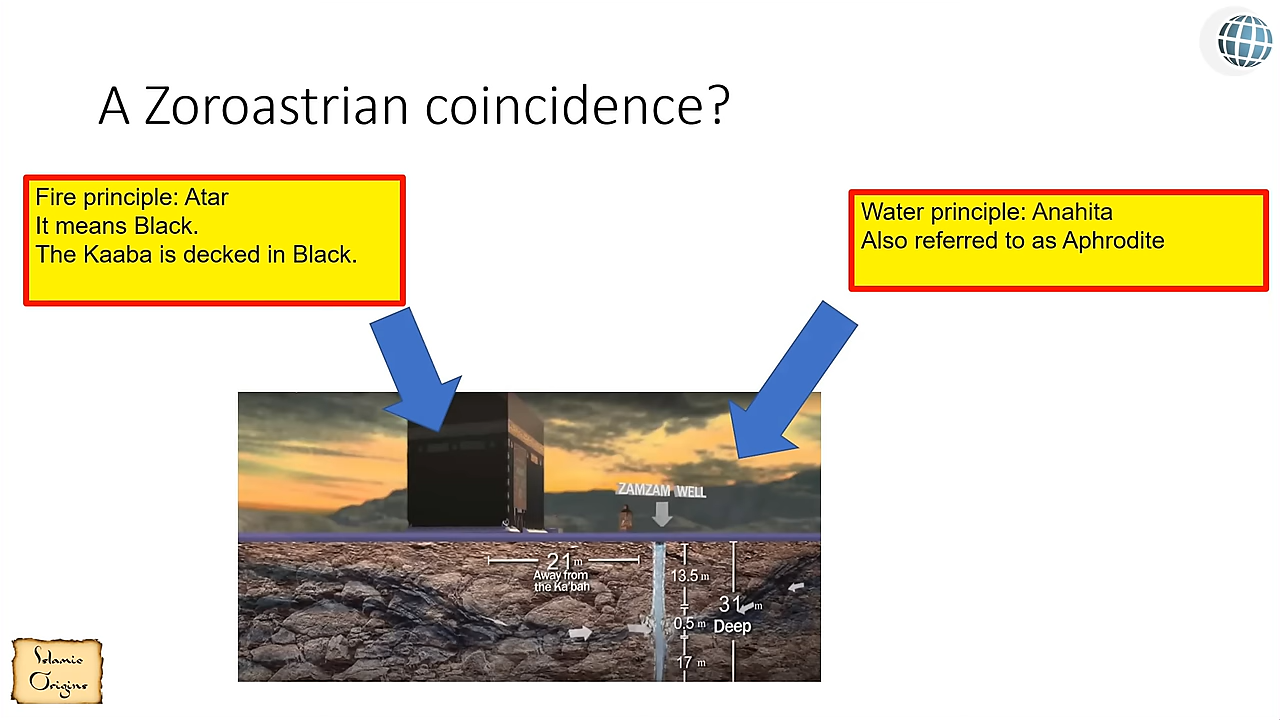 A Zoroastrian coincidence?
Fire principle: Atar
It means Black.
The Kaaba is decked in Black.
Water principle: Anahita
Also referred to as Aphrodite
ZAMZAM WELL
21m
Away from
the Ka'bah
13.5 m
31 m
Deep
0.5 m
17 m
Islamic
Origins